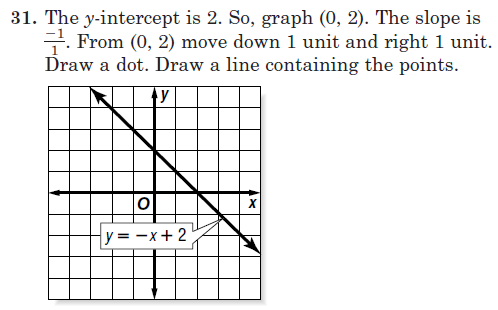 31. The y-intercept is 2. So, graph (0, 2). The slope is
−1/1. From (0, 2) move down 1 unit and right 1 unit.
Draw a dot. Draw a line containing the points.
y
O
x
y = −x + 2